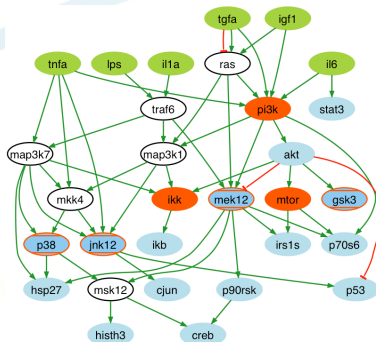 tgfa igf1
tnfa lps il1a ras il6
traf6 pi3k stat3
map3k7 map3k1 akt
mkk4 ikk mek12 mtor gsk3
p38 jnk12 ikb irs1s p70s6
hsp27 msk12 cjun p90rsk p53
histh3 creb